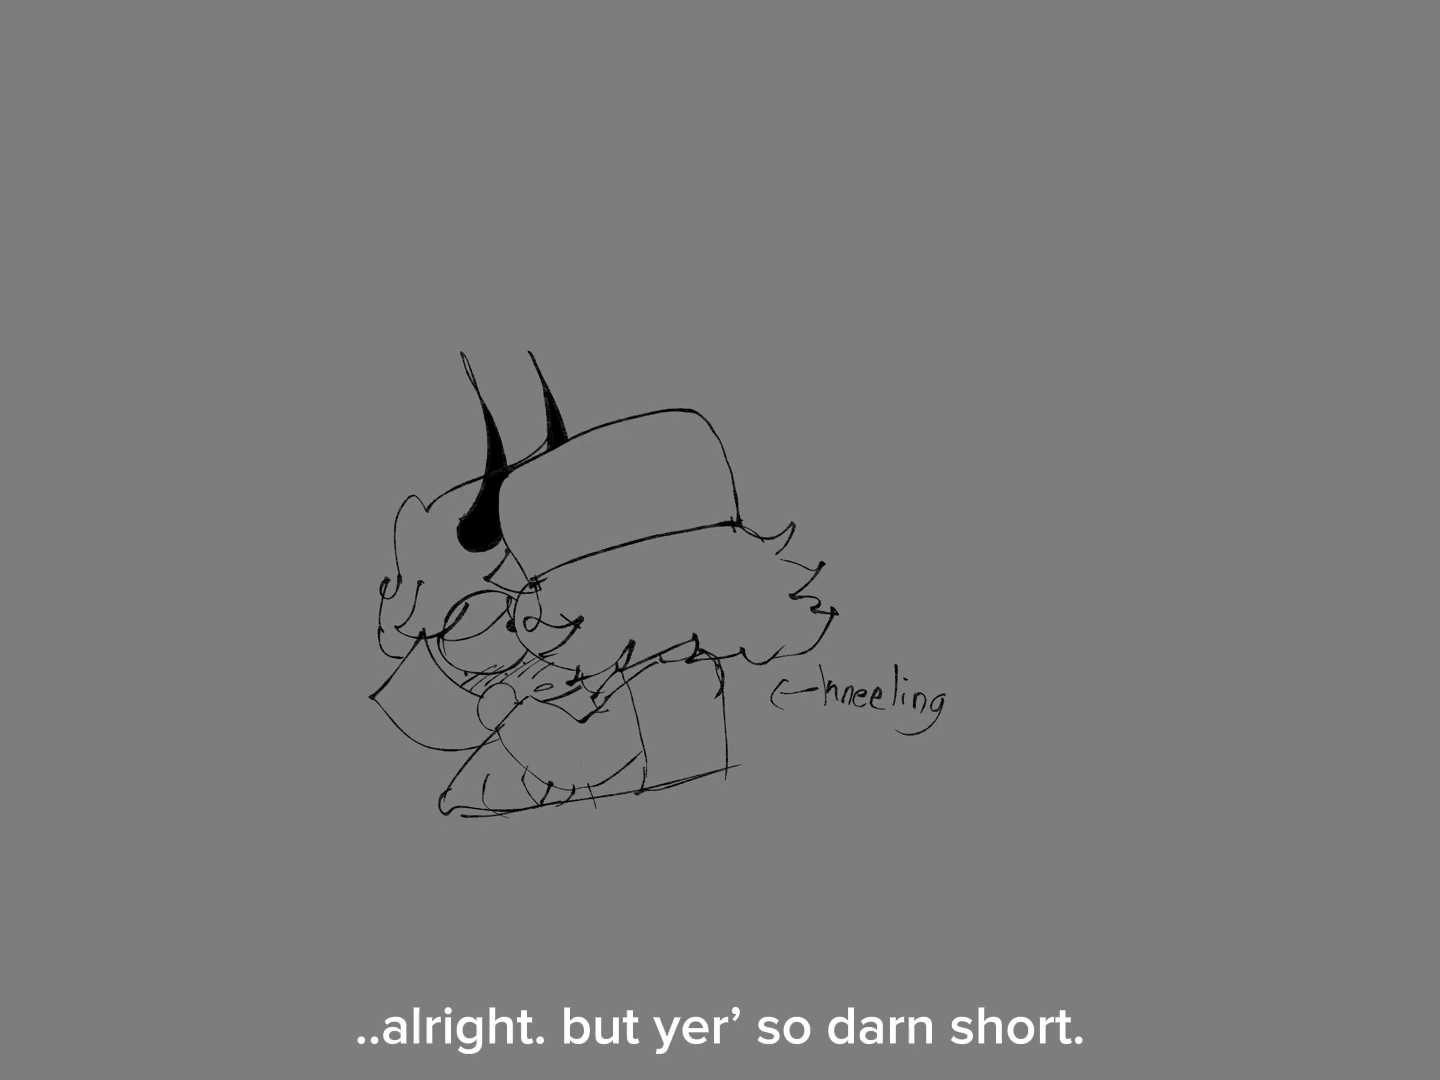 kneeling
..alright. but yer’ so darn short.